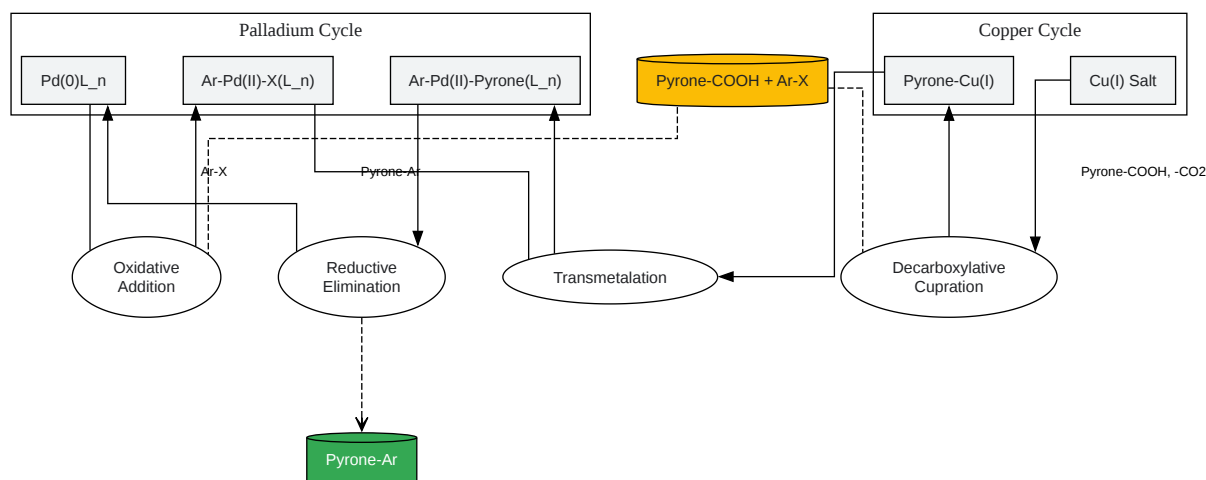 Palladium Cycle
Copper Cycle
Pd(0)L_n
Ar-Pd(II)-X(L_n)
Ar-Pd(II)-Pyrone(L_n)
Pyrone-COOH + Ar-X
Pyrone-Cu(I)
Cu(I) Salt
Ar-X
Pyrone-Ar
Pyrone-COOH, -CO2
Oxidative
Addition
Reductive
Elimination
Transmetalation
Decarboxylative
Cupration
Pyrone-Ar